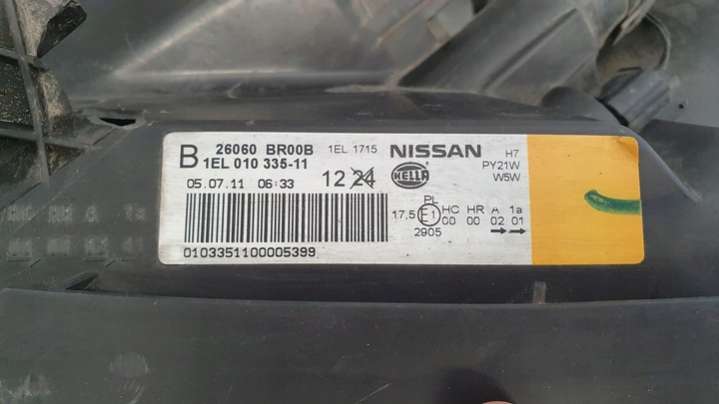 B 26060 BR00B 1EL 1715 NISSAN H7
1EL 010 335-11 PY21W
05.07.11 06:33 12 24 HELLA W5W
PL
17,5 E1 HC HR A 1a
00 00 02 01
2905
0103351100005399